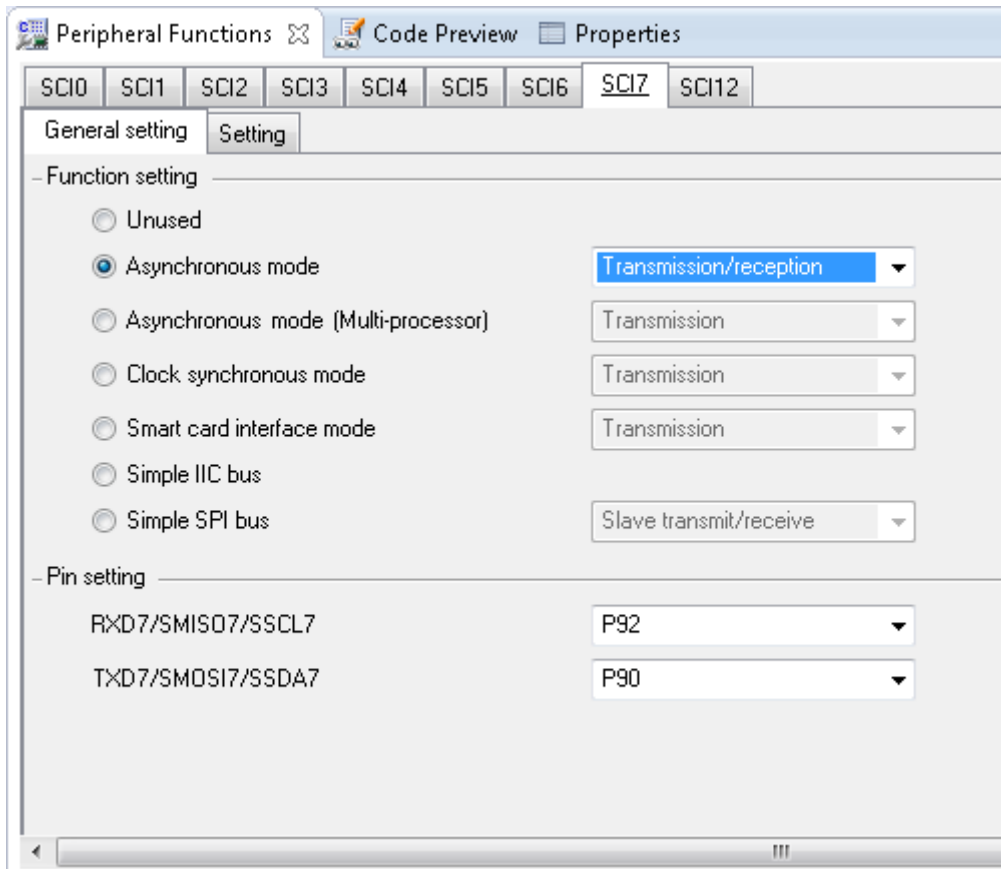 Peripheral Functions Code Preview Properties
SCI0 SCI1 SCI2 SCI3 SCI4 SCI5 SCI6 SCI7 SCI12
General setting Setting
Function setting
Unused
Asynchronous mode Transmission/reception
Asynchronous mode (Multi-processor) Transmission
Clock synchronous mode Transmission
Smart card interface mode Transmission
Simple IIC bus
Simple SPI bus Slave transmit/receive
Pin setting
RXD7/SMISO7/SSCL7 P92
TXD7/SMOSI7/SSDA7 P90